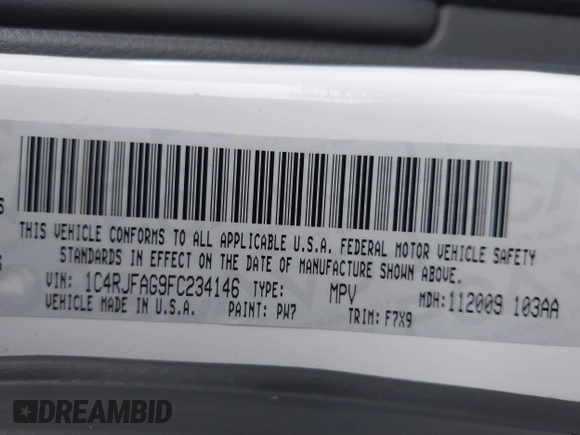 THIS VEHICLE CONFORMS TO ALL APPLICABLE U.S.A. FEDERAL MOTOR VEHICLE SAFETY
STANDARDS IN EFFECT ON THE DATE OF MANUFACTURE SHOWN ABOVE.
VIN: 1C4RJFAG9FC234146 TYPE: MPV MDH: 112009 103AA
VEHICLE MADE IN U.S.A. PAINT: PW7 TRIM: F7X9
DREAMBID